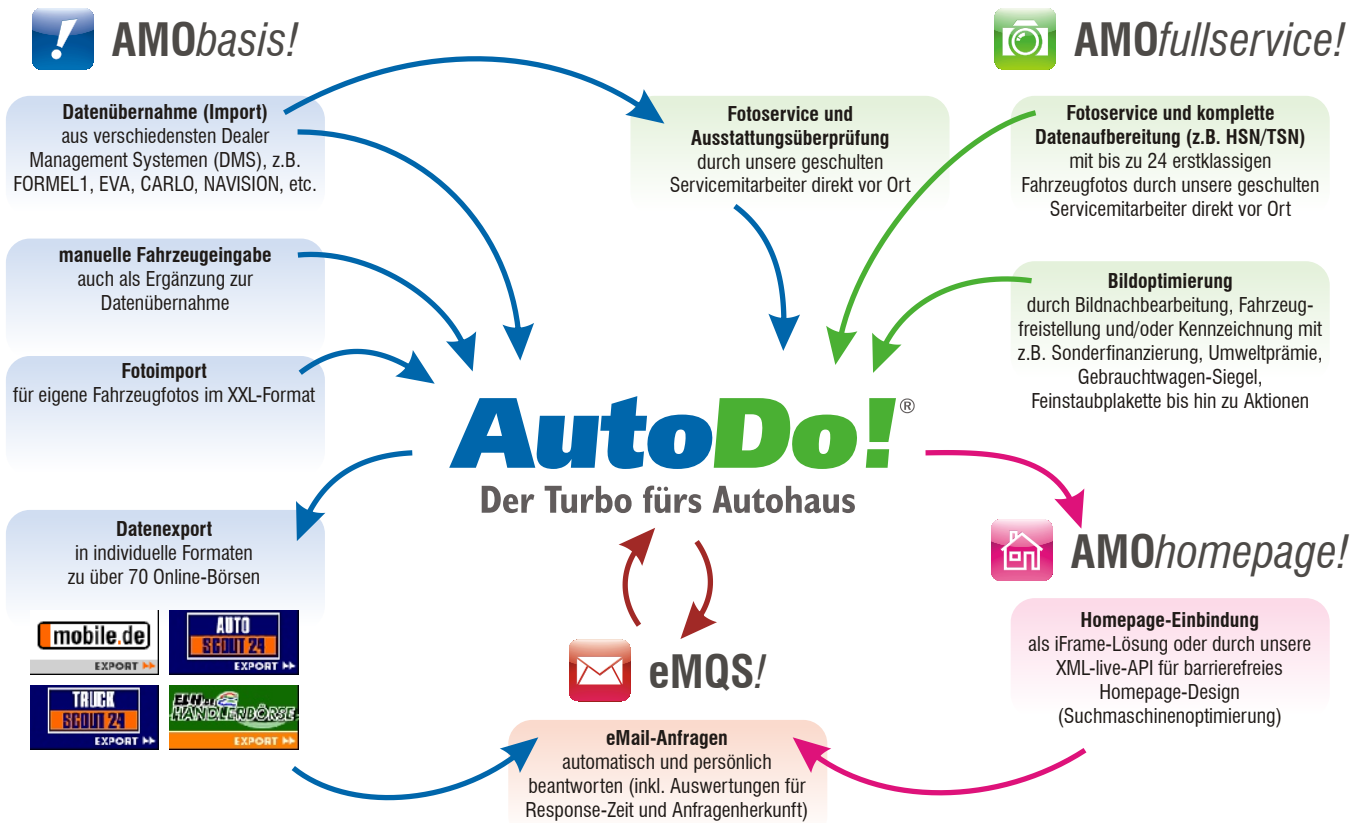 AMObasis!
Datenübernahme (Import)
aus verschiedensten Dealer
Management Systemen (DMS), z.B.
FORMEL1, EVA, CARLO, NAVISION, etc.
manuelle Fahrzeugeingabe
auch als Ergänzung zur
Datenübernahme
Fotoimport
für eigene Fahrzeugfotos im XXL-Format
Datenexport
in individuelle Formaten
zu über 70 Online-Börsen
mobile.de
EXPORT
AUTO
SCOUT 24
EXPORT
TRUCK
SCOUT 24
EXPORT
HÄNDLERBÖRSE
EXPORT
Fotoservice und
Ausstattungsüberprüfung
durch unsere geschulten
Servicemitarbeiter direkt vor Ort
AMOfullservice!
Fotoservice und komplette
Datenaufbereitung (z.B. HSN/TSN)
mit bis zu 24 erstklassigen
Fahrzeugfotos durch unsere geschulten
Servicemitarbeiter direkt vor Ort
Bildoptimierung
durch Bildnachbearbeitung, Fahrzeug-
freistellung und/oder Kennzeichnung mit
z.B. Sonderfinanzierung, Umweltprämie,
Gebrauchtwagen-Siegel,
Feinstaubplakette bis hin zu Aktionen
AutoDo!®
Der Turbo fürs Autohaus
AMOhomepage!
Homepage-Einbindung
als iFrame-Lösung oder durch unsere
XML-live-API für barrierefreies
Homepage-Design
(Suchmaschinenoptimierung)
eMQS!
eMail-Anfragen
automatisch und persönlich
beantworten (inkl. Auswertungen für
Response-Zeit und Anfragenherkunft)